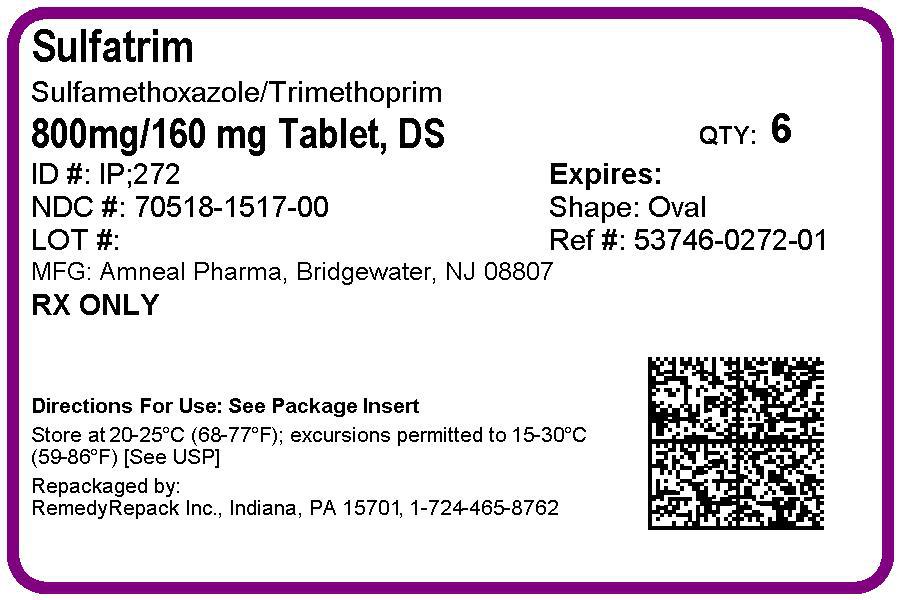 Sulfatrim
Sulfamethoxazole/Trimethoprim
800mg/160 mg Tablet, DS
QTY: 6
ID #: IP;272
Expires:
NDC #: 70518-1517-00
Shape: Oval
LOT #:
Ref #: 53746-0272-01
MFG: Amneal Pharma, Bridgewater, NJ 08807
RX ONLY
Directions For Use: See Package Insert
Store at 20-25°C (68-77°F); excursions permitted to 15-30°C
(59-86°F) [See USP]
Repackaged by:
RemedyRepack Inc., Indiana, PA 15701, 1-724-465-8762